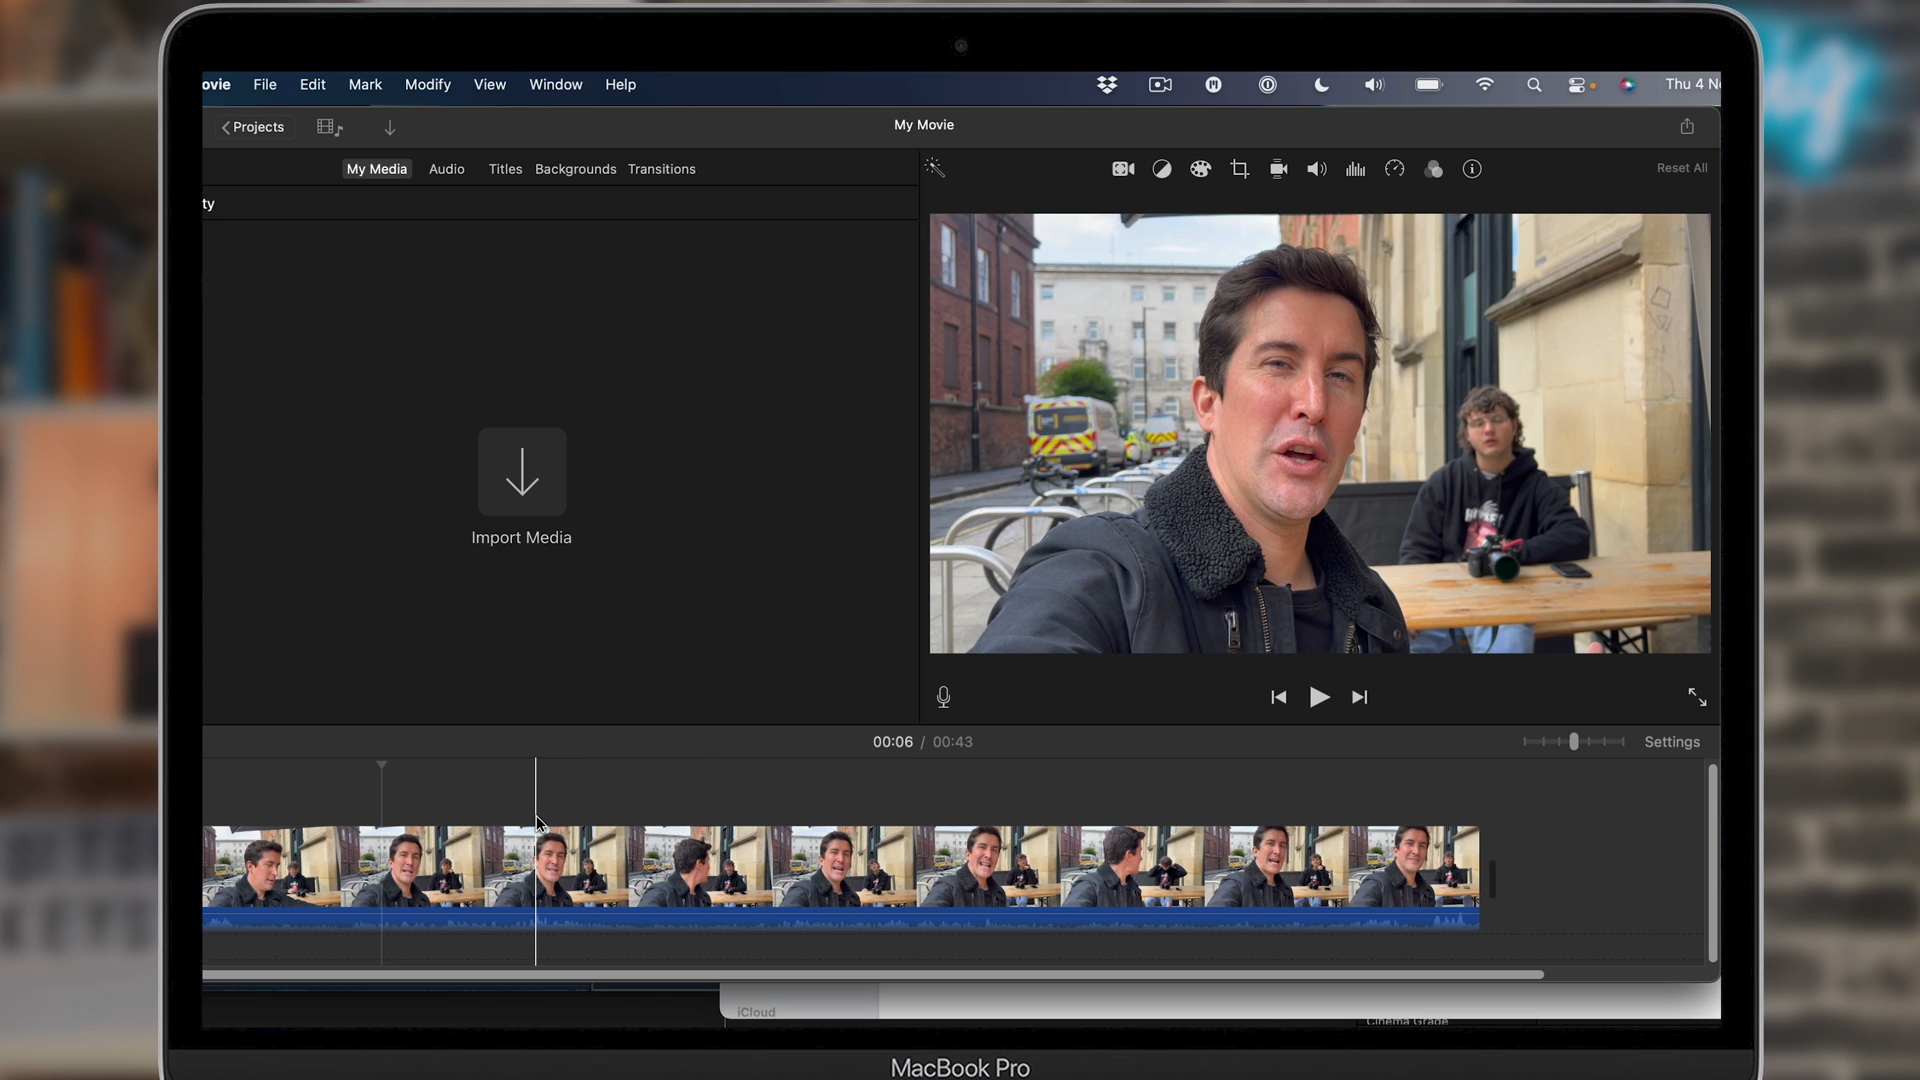 ovie File Edit Mark Modify View Window Help Thu 4 N
Projects
My Movie
My Media Audio Titles Backgrounds Transitions
Reset All
ty
Import Media
00:06 / 00:43
Settings
iCloud
Cinema Grade
MacBook Pro